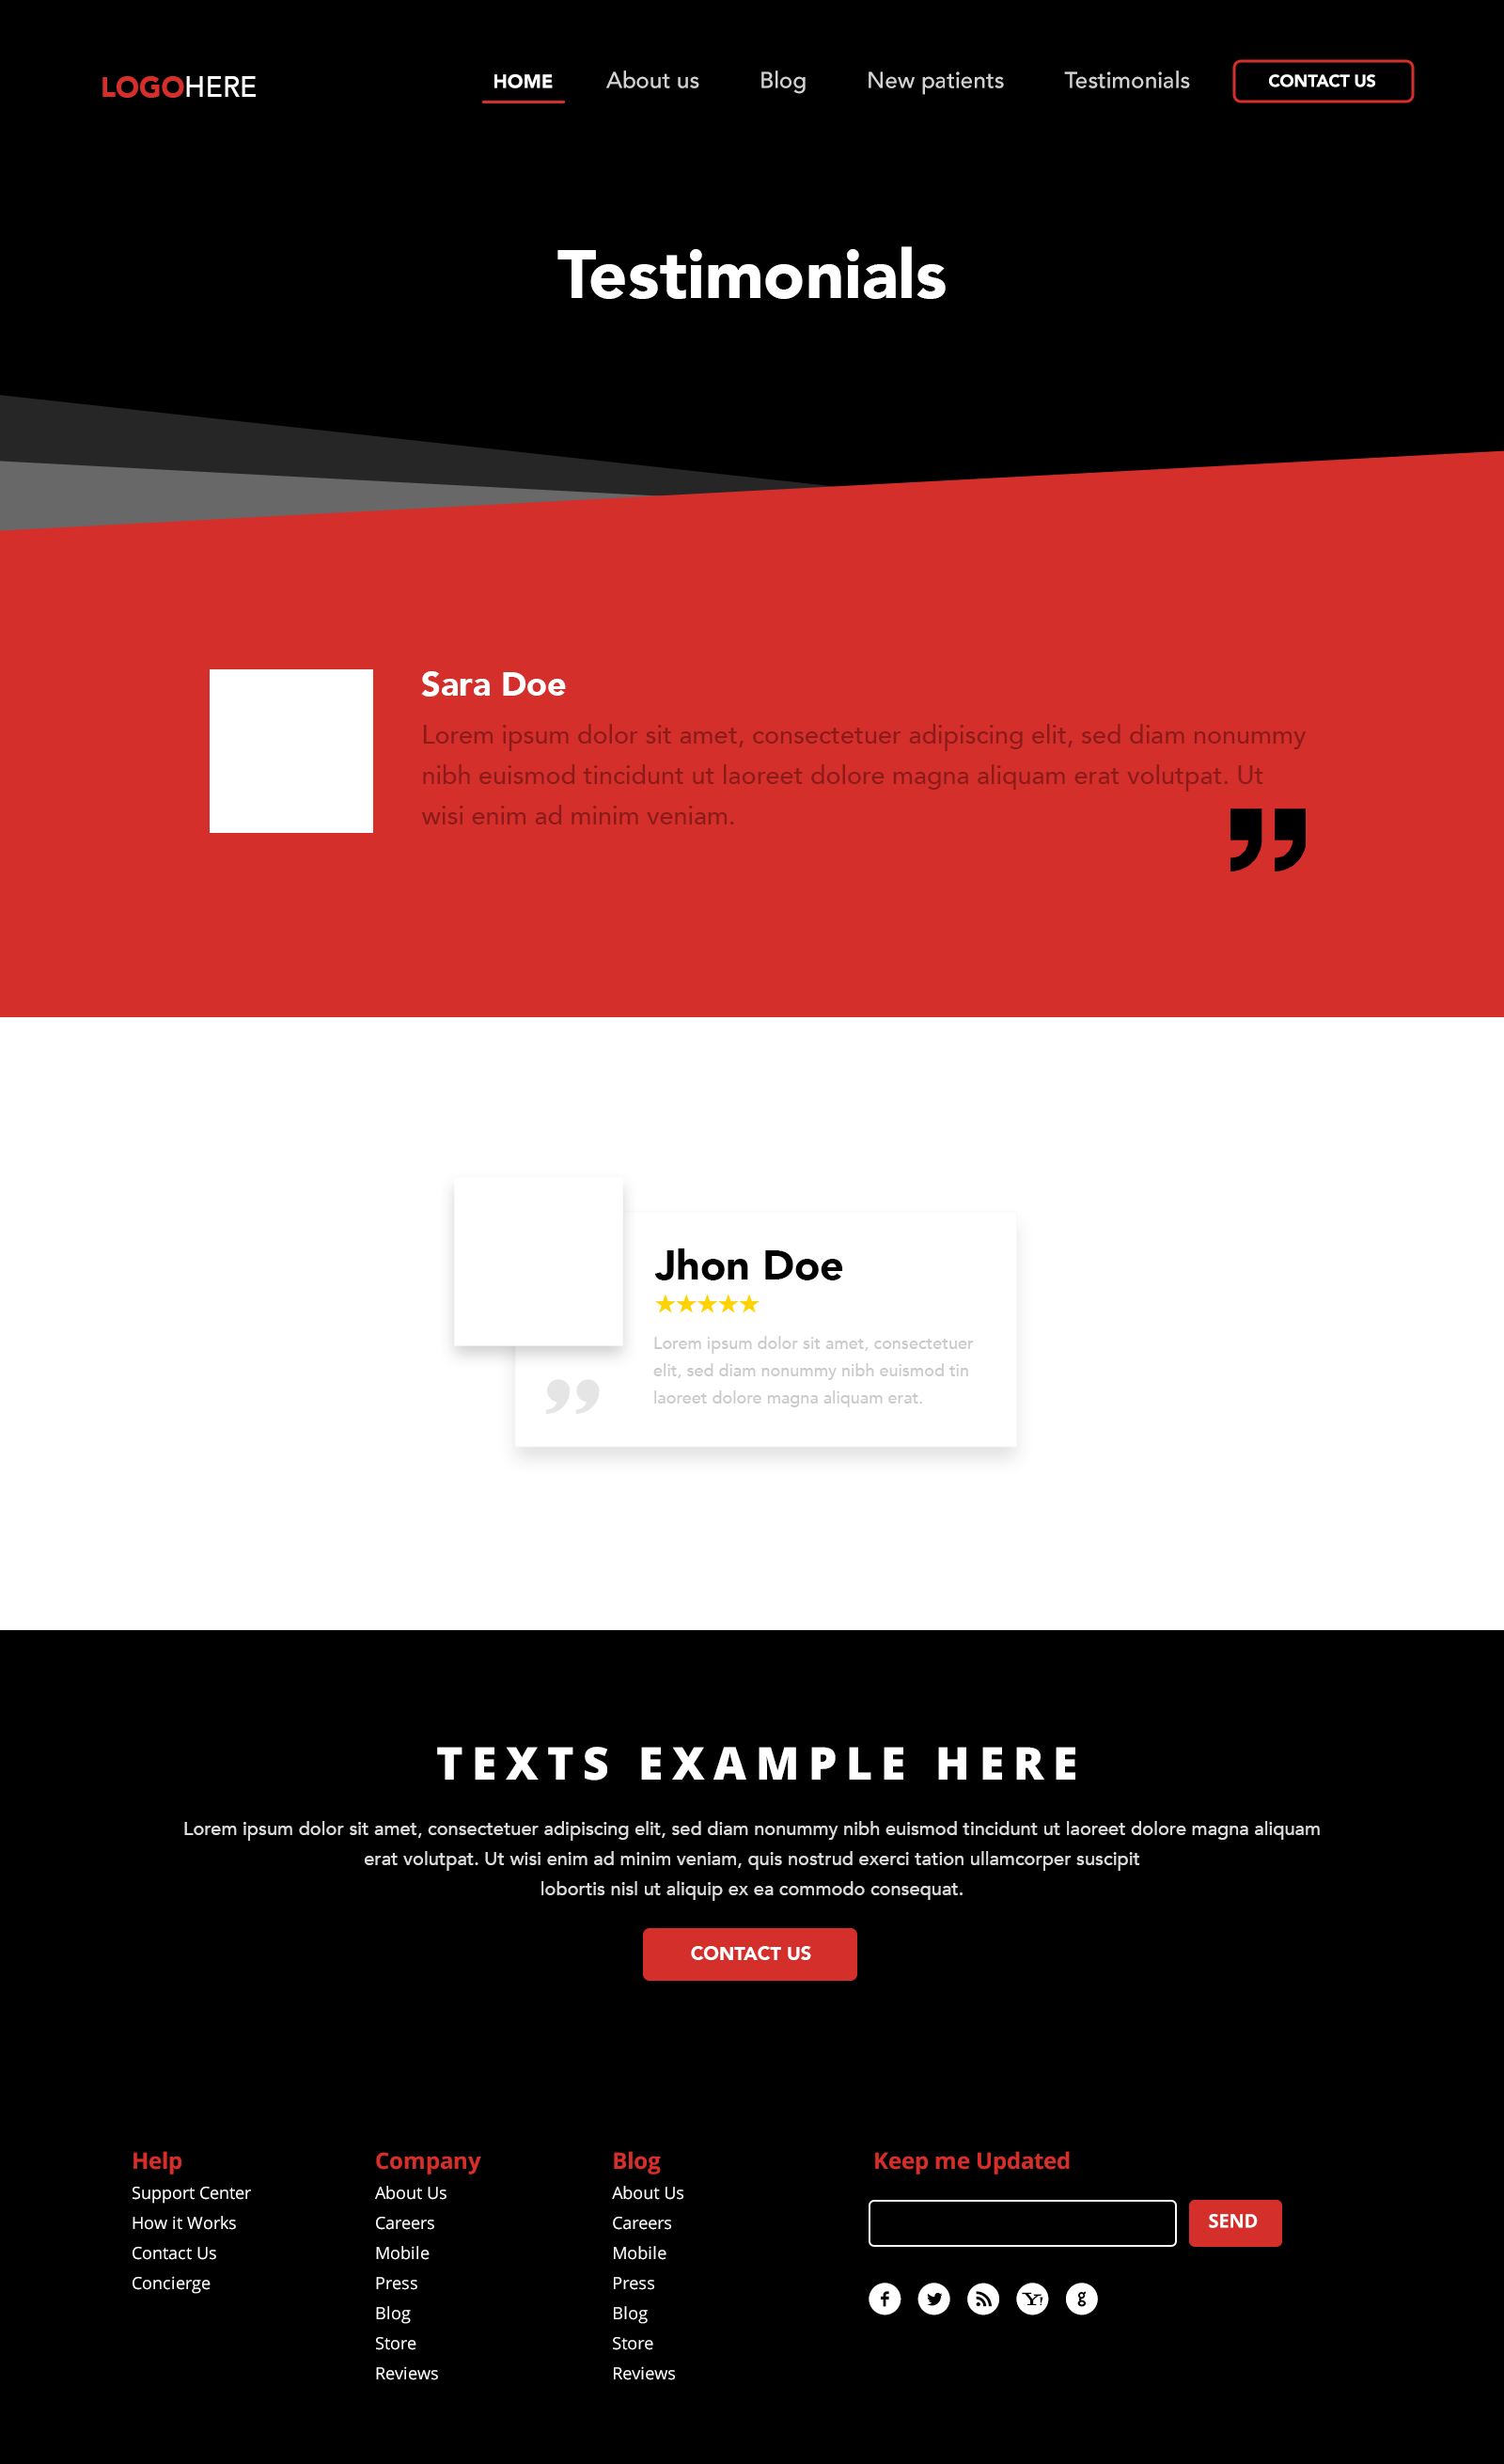 LOGOHERE
HOME About us Blog New patients Testimonials CONTACT US
Testimonials
Sara Doe
Lorem ipsum dolor sit amet, consectetuer adipiscing elit, sed diam nonummy
nibh euismod tincidunt ut laoreet dolore magna aliquam erat volutpat. Ut
wisi enim ad minim veniam.
”
Jhon Doe
★★★★★
Lorem ipsum dolor sit amet, consectetuer
elit, sed diam nonummy nibh euismod tin
laoreet dolore magna aliquam erat.
”
TEXTS EXAMPLE HERE
Lorem ipsum dolor sit amet, consectetuer adipiscing elit, sed diam nonummy nibh euismod tincidunt ut laoreet dolore magna aliquam
erat volutpat. Ut wisi enim ad minim veniam, quis nostrud exerci tation ullamcorper suscipit
lobortis nisl ut aliquip ex ea commodo consequat.
CONTACT US
Help
Support Center
How it Works
Contact Us
Concierge
Company
About Us
Careers
Mobile
Press
Blog
Store
Reviews
Blog
About Us
Careers
Mobile
Press
Blog
Store
Reviews
Keep me Updated
SEND